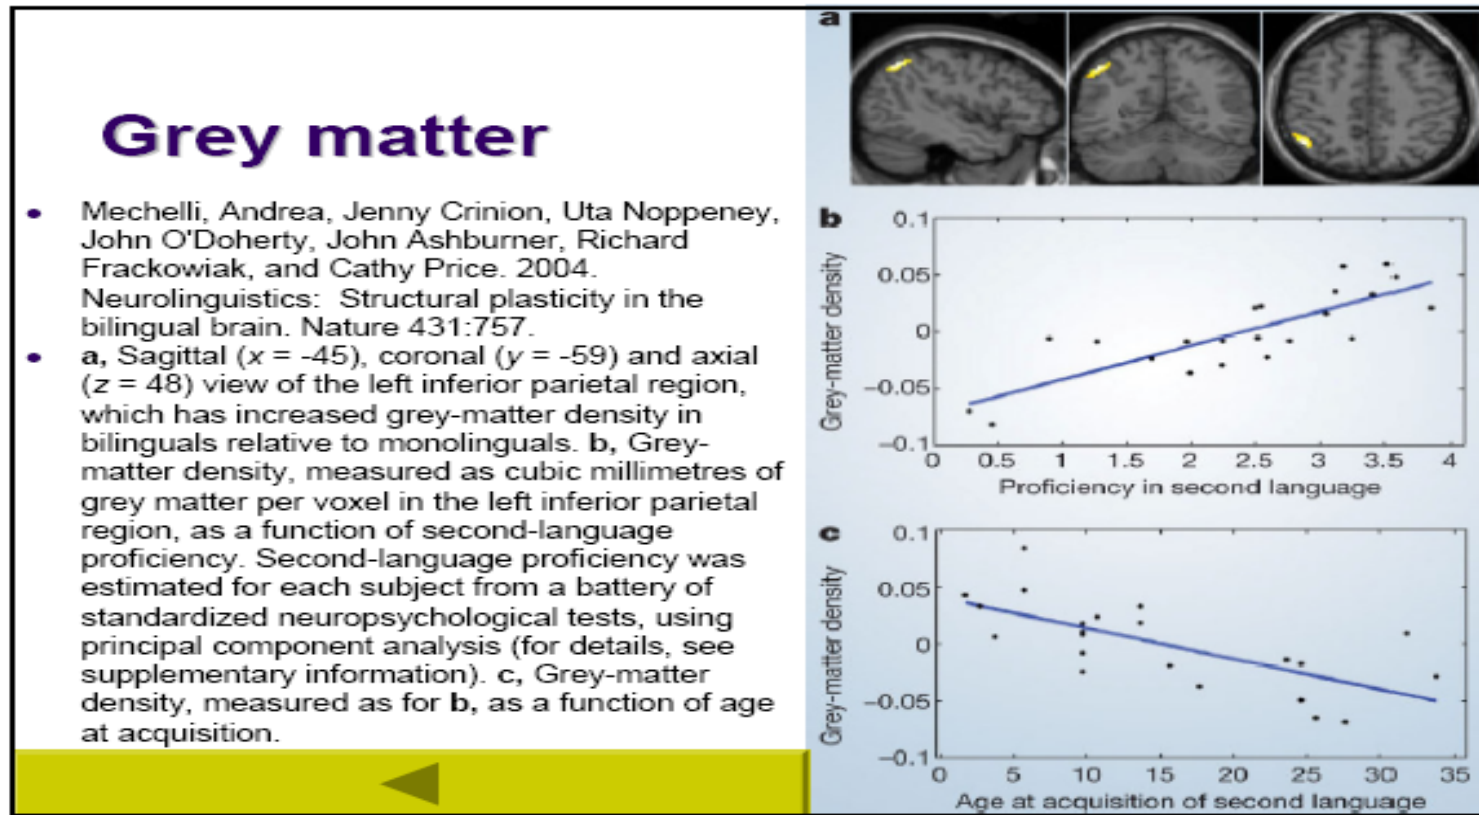 Grey matter
• Mechelli, Andrea, Jenny Crinion, Uta Noppeney,
John O'Doherty, John Ashburner, Richard
Frackowiak, and Cathy Price. 2004.
Neurolinguistics:  Structural plasticity in the
bilingual brain. Nature 431:757.
• a, Sagittal (x = -45), coronal (y = -59) and axial
(z = 48) view of the left inferior parietal region,
which has increased grey-matter density in
bilinguals relative to monolinguals. b, Grey-
matter density, measured as cubic millimetres of
grey matter per voxel in the left inferior parietal
region, as a function of second-language
proficiency. Second-language proficiency was
estimated for each subject from a battery of
standardized neuropsychological tests, using
principal component analysis (for details, see
supplementary information). c, Grey-matter
density, measured as for b, as a function of age
at acquisition.
a
b
Grey-matter density
0.1
0.05
0
−0.05
−0.1
0 0.5 1 1.5 2 2.5 3 3.5 4
Proficiency in second language
c
Grey-matter density
0.1
0.05
0
−0.05
−0.1
0 5 10 15 20 25 30 35
Age at acquisition of second language